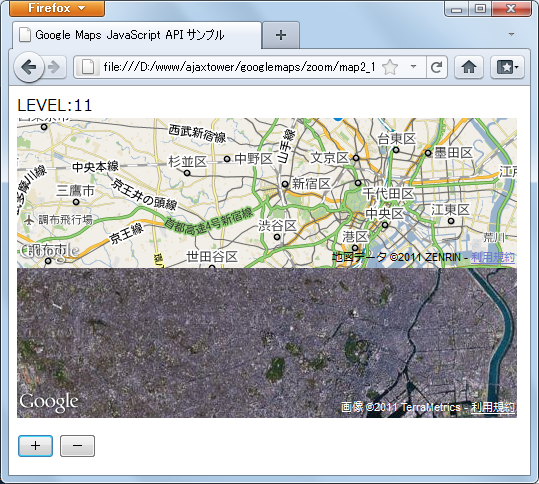 Firefox
Google Maps JavaScript API サンプル
file:///D:/www/ajaxtower/googlemaps/zoom/map2_1
LEVEL:11
西武新宿線
山手線
台東区
杉並区
中野区
文京区
墨田区
中央本線
新宿区
千代田区
三鷹市
京王井の頭線
中央区
江東区
調布飛行場
首都高速4号新宿線
渋谷区
港区
荒川
京王線
調布市
世田谷区
地図データ ©2011 ZENRIN - 利用規約
Google
画像 ©2011 TerraMetrics - 利用規約
+ −